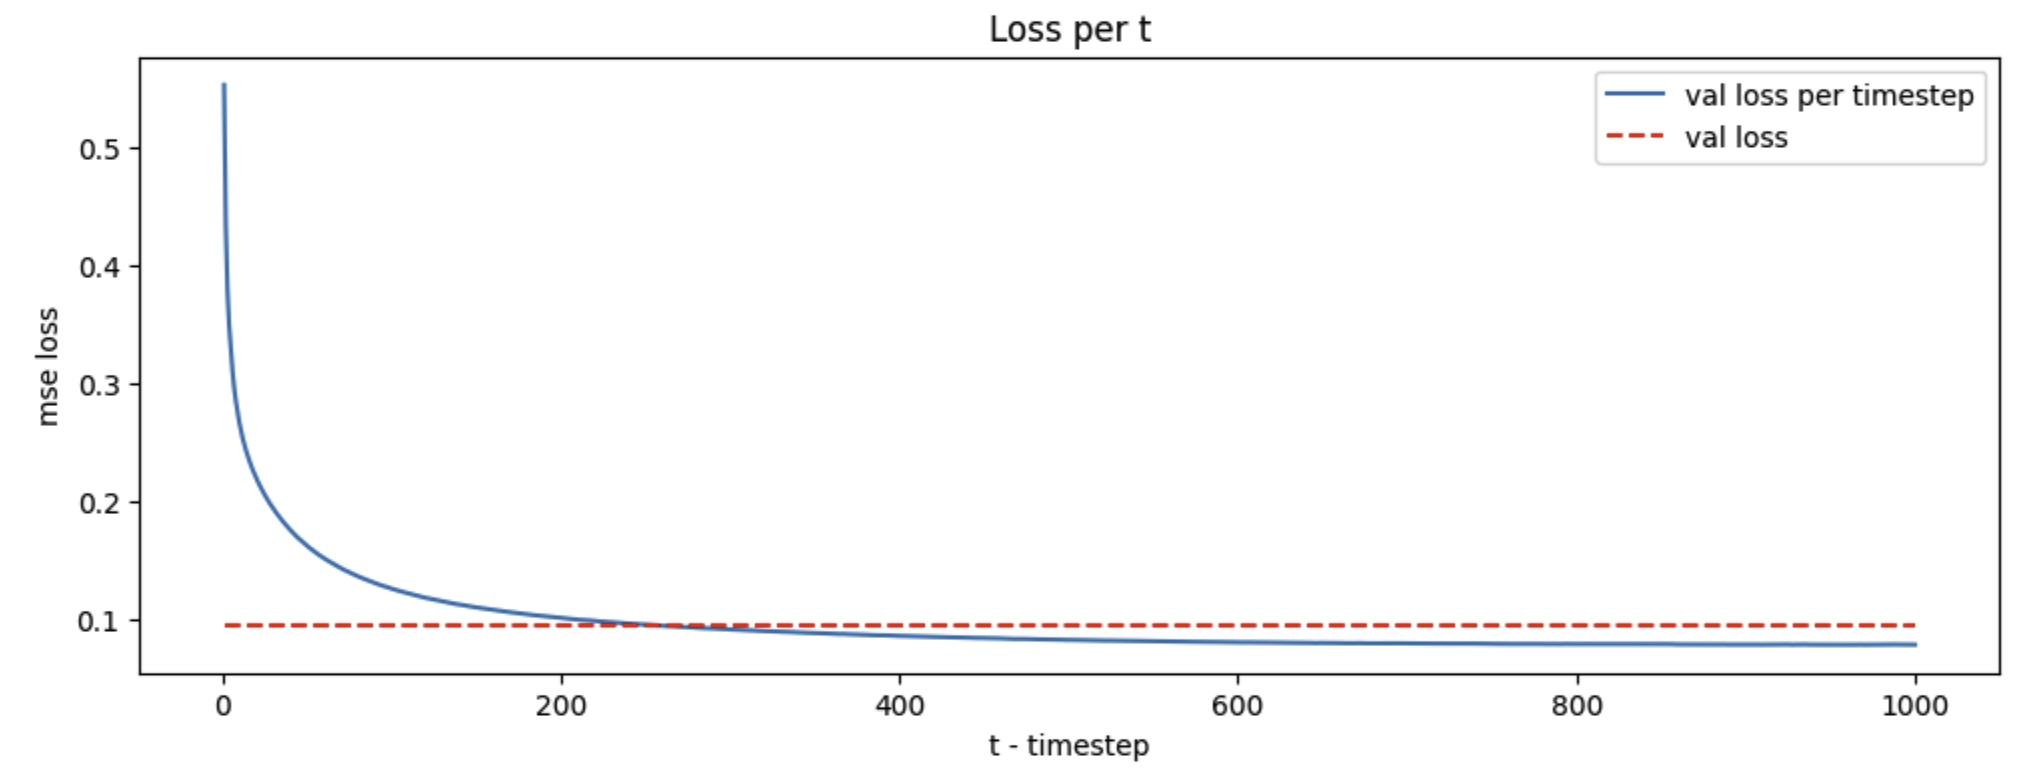 Loss per t
val loss per timestep
val loss
mse loss
0.5
0.4
0.3
0.2
0.1
0 200 400 600 800 1000
t - timestep